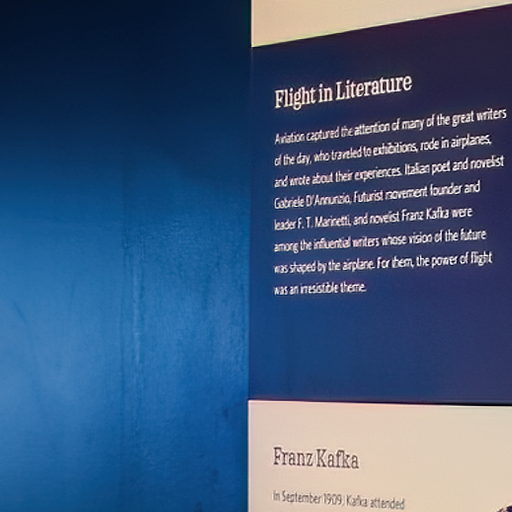 Flight in Literature
Aviation captured the attention of many of the great writers
of the day, who traveled to exhibitions, rode in airplanes,
and wrote about their experiences. Italian poet and novelist
Gabriele D'Annunzio, Futurist movement founder and
leader F. T. Marinetti, and novelist Franz Kafka were
among the influential writers whose vision of the future
was shaped by the airplane. For them, the power of flight
was an irresistible theme.
Franz Kafka
In September 1909, Kafka attended